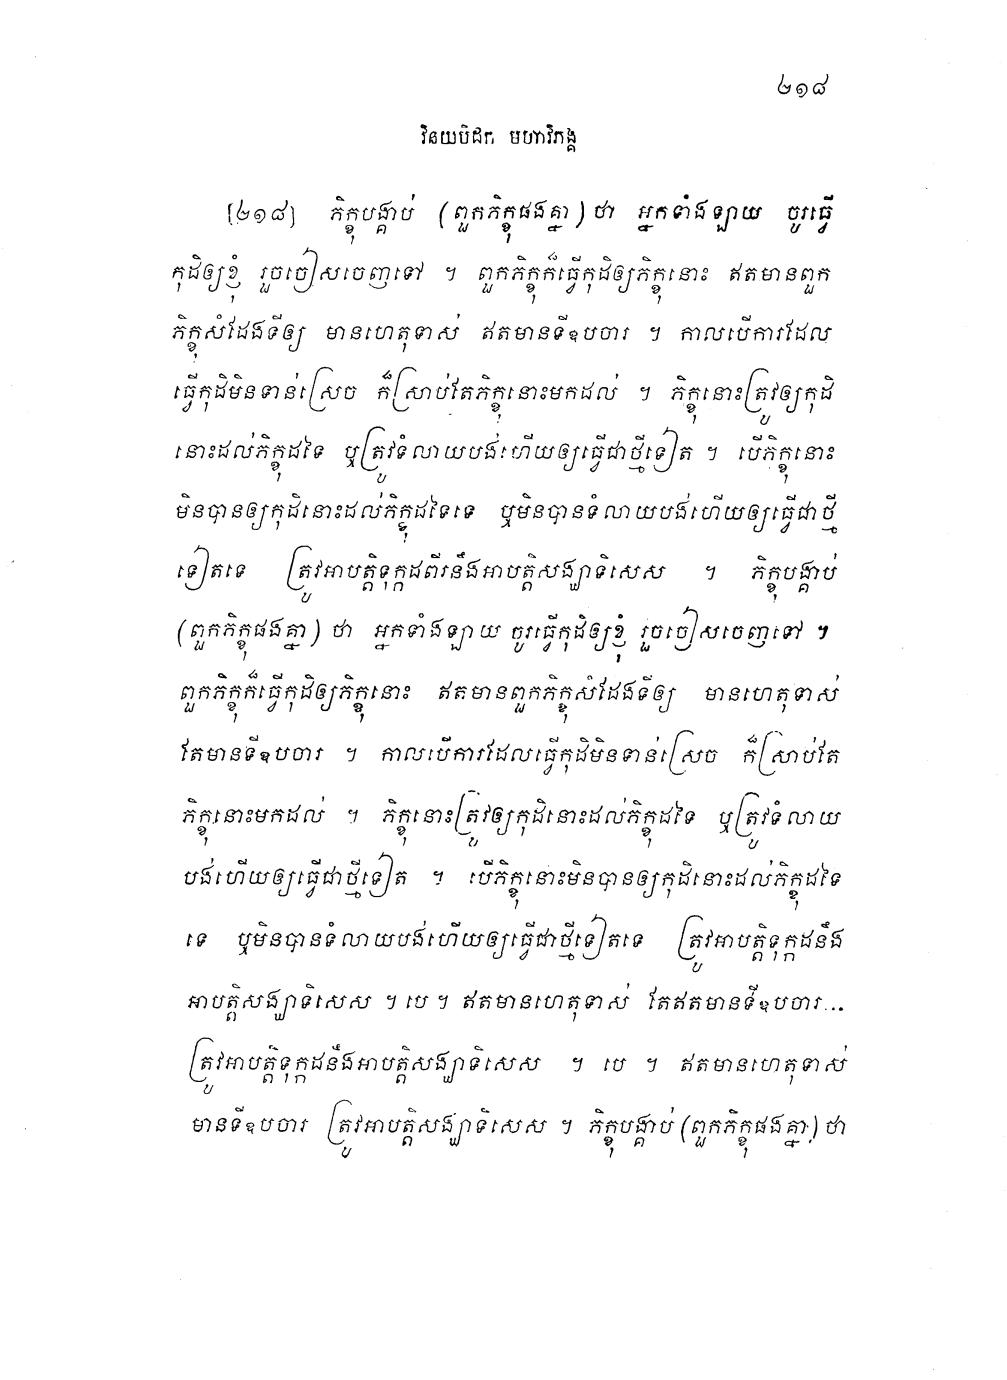 ២១៨
វិនយបិដក មហាវិភង្គ
[២១៨] ភិក្ខុបង្គាប់ (ពួកភិក្ខុផងគ្នា) ថា អ្នកទាំងឡាយ ចូរធ្វើ
កុដិឲ្យខ្ញុំ រួចចៀសចេញទៅ ។ ពួកភិក្ខុក៏ធ្វើកុដិឲ្យភិក្ខុនោះ ឥតមានពួក
ភិក្ខុសំដែងទីឲ្យ មានហេតុទាស់ ឥតមានទីឧបចារ ។ កាលបើការដែល
ធ្វើកុដិមិនទាន់ស្រេច ក៏ស្រាប់តែភិក្ខុនោះមកដល់ ។ ភិក្ខុនោះត្រូវឲ្យកុដិ
នោះដល់ភិក្ខុដទៃ ឬត្រូវទំលាយបង់ហើយឲ្យធ្វើជាថ្មីទៀត ។ បើភិក្ខុនោះ
មិនបានឲ្យកុដិនោះដល់ភិក្ខុដទៃទេ ឬមិនបានទំលាយបង់ហើយឲ្យធ្វើជាថ្មី
ទៀតទេ ត្រូវអាបត្តិទុក្កដពីរនឹងអាបត្តិសង្ឃាទិសេស ។ ភិក្ខុបង្គាប់
(ពួកភិក្ខុផងគ្នា) ថា អ្នកទាំងឡាយ ចូរធ្វើកុដិឲ្យខ្ញុំ រួចចៀសចេញទៅ ។
ពួកភិក្ខុក៏ធ្វើកុដិឲ្យភិក្ខុនោះ ឥតមានពួកភិក្ខុសំដែងទីឲ្យ មានហេតុទាស់
តែមានទីឧបចារ ។ កាលបើការដែលធ្វើកុដិមិនទាន់ស្រេច ក៏ស្រាប់តែ
ភិក្ខុនោះមកដល់ ។ ភិក្ខុនោះត្រូវឲ្យកុដិនោះដល់ភិក្ខុដទៃ ឬត្រូវទំលាយ
បង់ហើយឲ្យធ្វើជាថ្មីទៀត ។ បើភិក្ខុនោះមិនបានឲ្យកុដិនោះដល់ភិក្ខុដទៃ
ទេ ឬមិនបានទំលាយបង់ហើយឲ្យធ្វើជាថ្មីទៀតទេ ត្រូវអាបត្តិទុក្កដនឹង
អាបត្តិសង្ឃាទិសេស ។ បេ ។ ឥតមានហេតុទាស់ តែឥតមានទីឧបចារ...
ត្រូវអាបត្តិទុក្កដនឹងអាបត្តិសង្ឃាទិសេស ។ បេ ។ ឥតមានហេតុទាស់
មានទីឧបចារ ត្រូវអាបត្តិសង្ឃាទិសេស ។ ភិក្ខុបង្គាប់ (ពួកភិក្ខុផងគ្នា) ថា